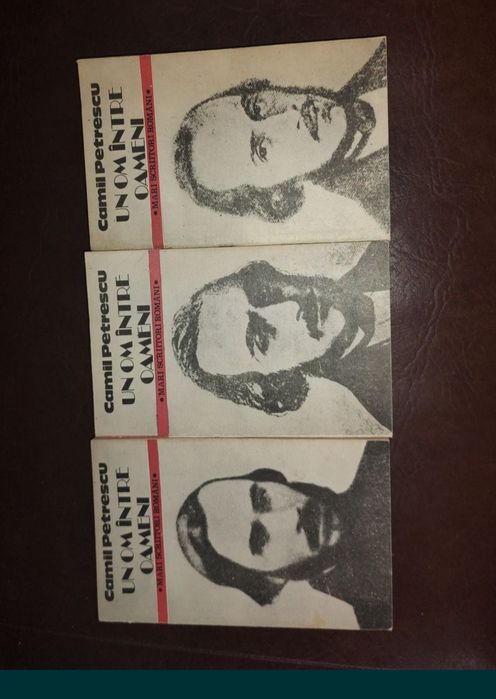 Camil Petrescu
UN OM ÎNTRE
OAMENI
• MARI SCRIITORI ROMÂNI •
Camil Petrescu
UN OM ÎNTRE
OAMENI
• MARI SCRIITORI ROMÂNI •
Camil Petrescu
UN OM ÎNTRE
OAMENI
• MARI SCRIITORI ROMÂNI •